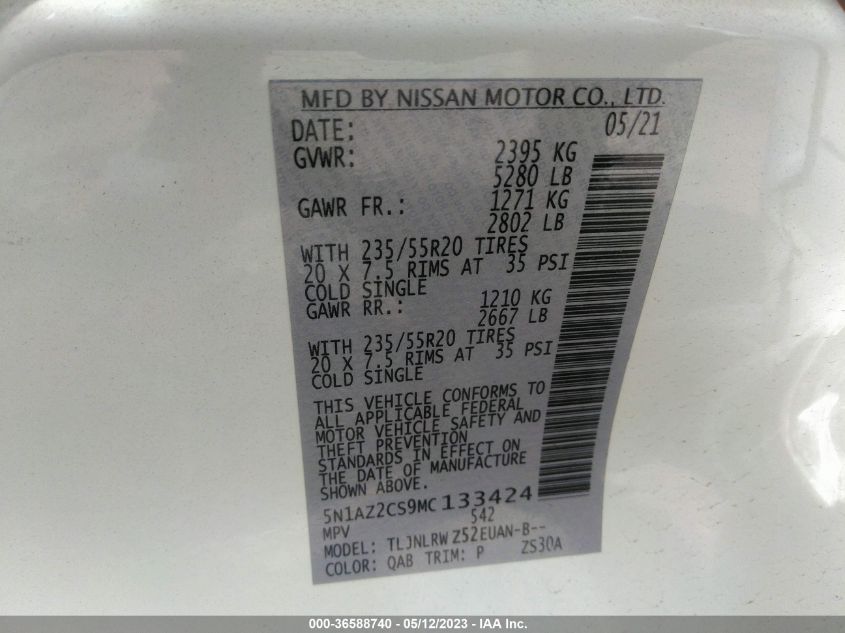 MFD BY NISSAN MOTOR CO., LTD.
DATE: 05/21
GVWR: 2395 KG
5280 LB
GAWR FR.: 1271 KG
2802 LB
WITH 235/55R20 TIRES
20 X 7.5 RIMS AT 35 PSI
COLD SINGLE
GAWR RR.: 1210 KG
2667 LB
WITH 235/55R20 TIRES
20 X 7.5 RIMS AT 35 PSI
COLD SINGLE
THIS VEHICLE CONFORMS TO
ALL APPLICABLE FEDERAL
MOTOR VEHICLE SAFETY AND
THEFT PREVENTION
STANDARDS IN EFFECT ON
THE DATE OF MANUFACTURE
SHOWN ABOVE.
5N1AZ2CS9MC133424
MPV 542
MODEL: TLJNLRW Z52EUAN-B--
COLOR: QAB TRIM: P ZS30A
000-36588740 - 05/12/2023 - IAA Inc.